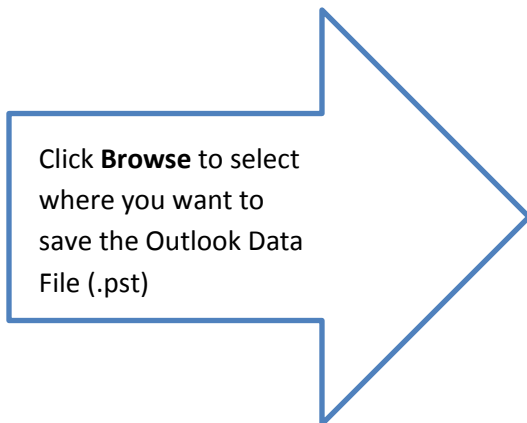 Click Browse to select
where you want to
save the Outlook Data
File (.pst)